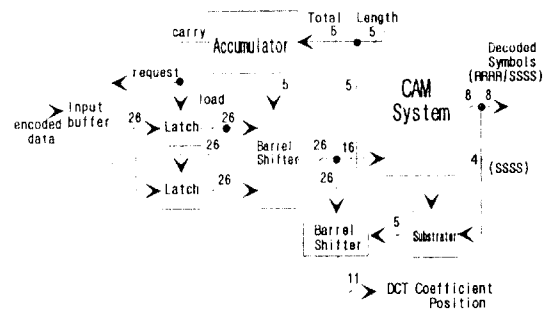 Total Length
carry
Accumulator
5 5
Decoded
Symbols
(RRRR/SSSS)
request
5
5
CAM
System
8 8
load
Input
buffer
encoded
data
26
Latch
26
26
Barrel
Shifter
26
16
26
4
(SSSS)
Latch
26
Barrel
Shifter
5
Substrator
11
DCT Coefficient
Position